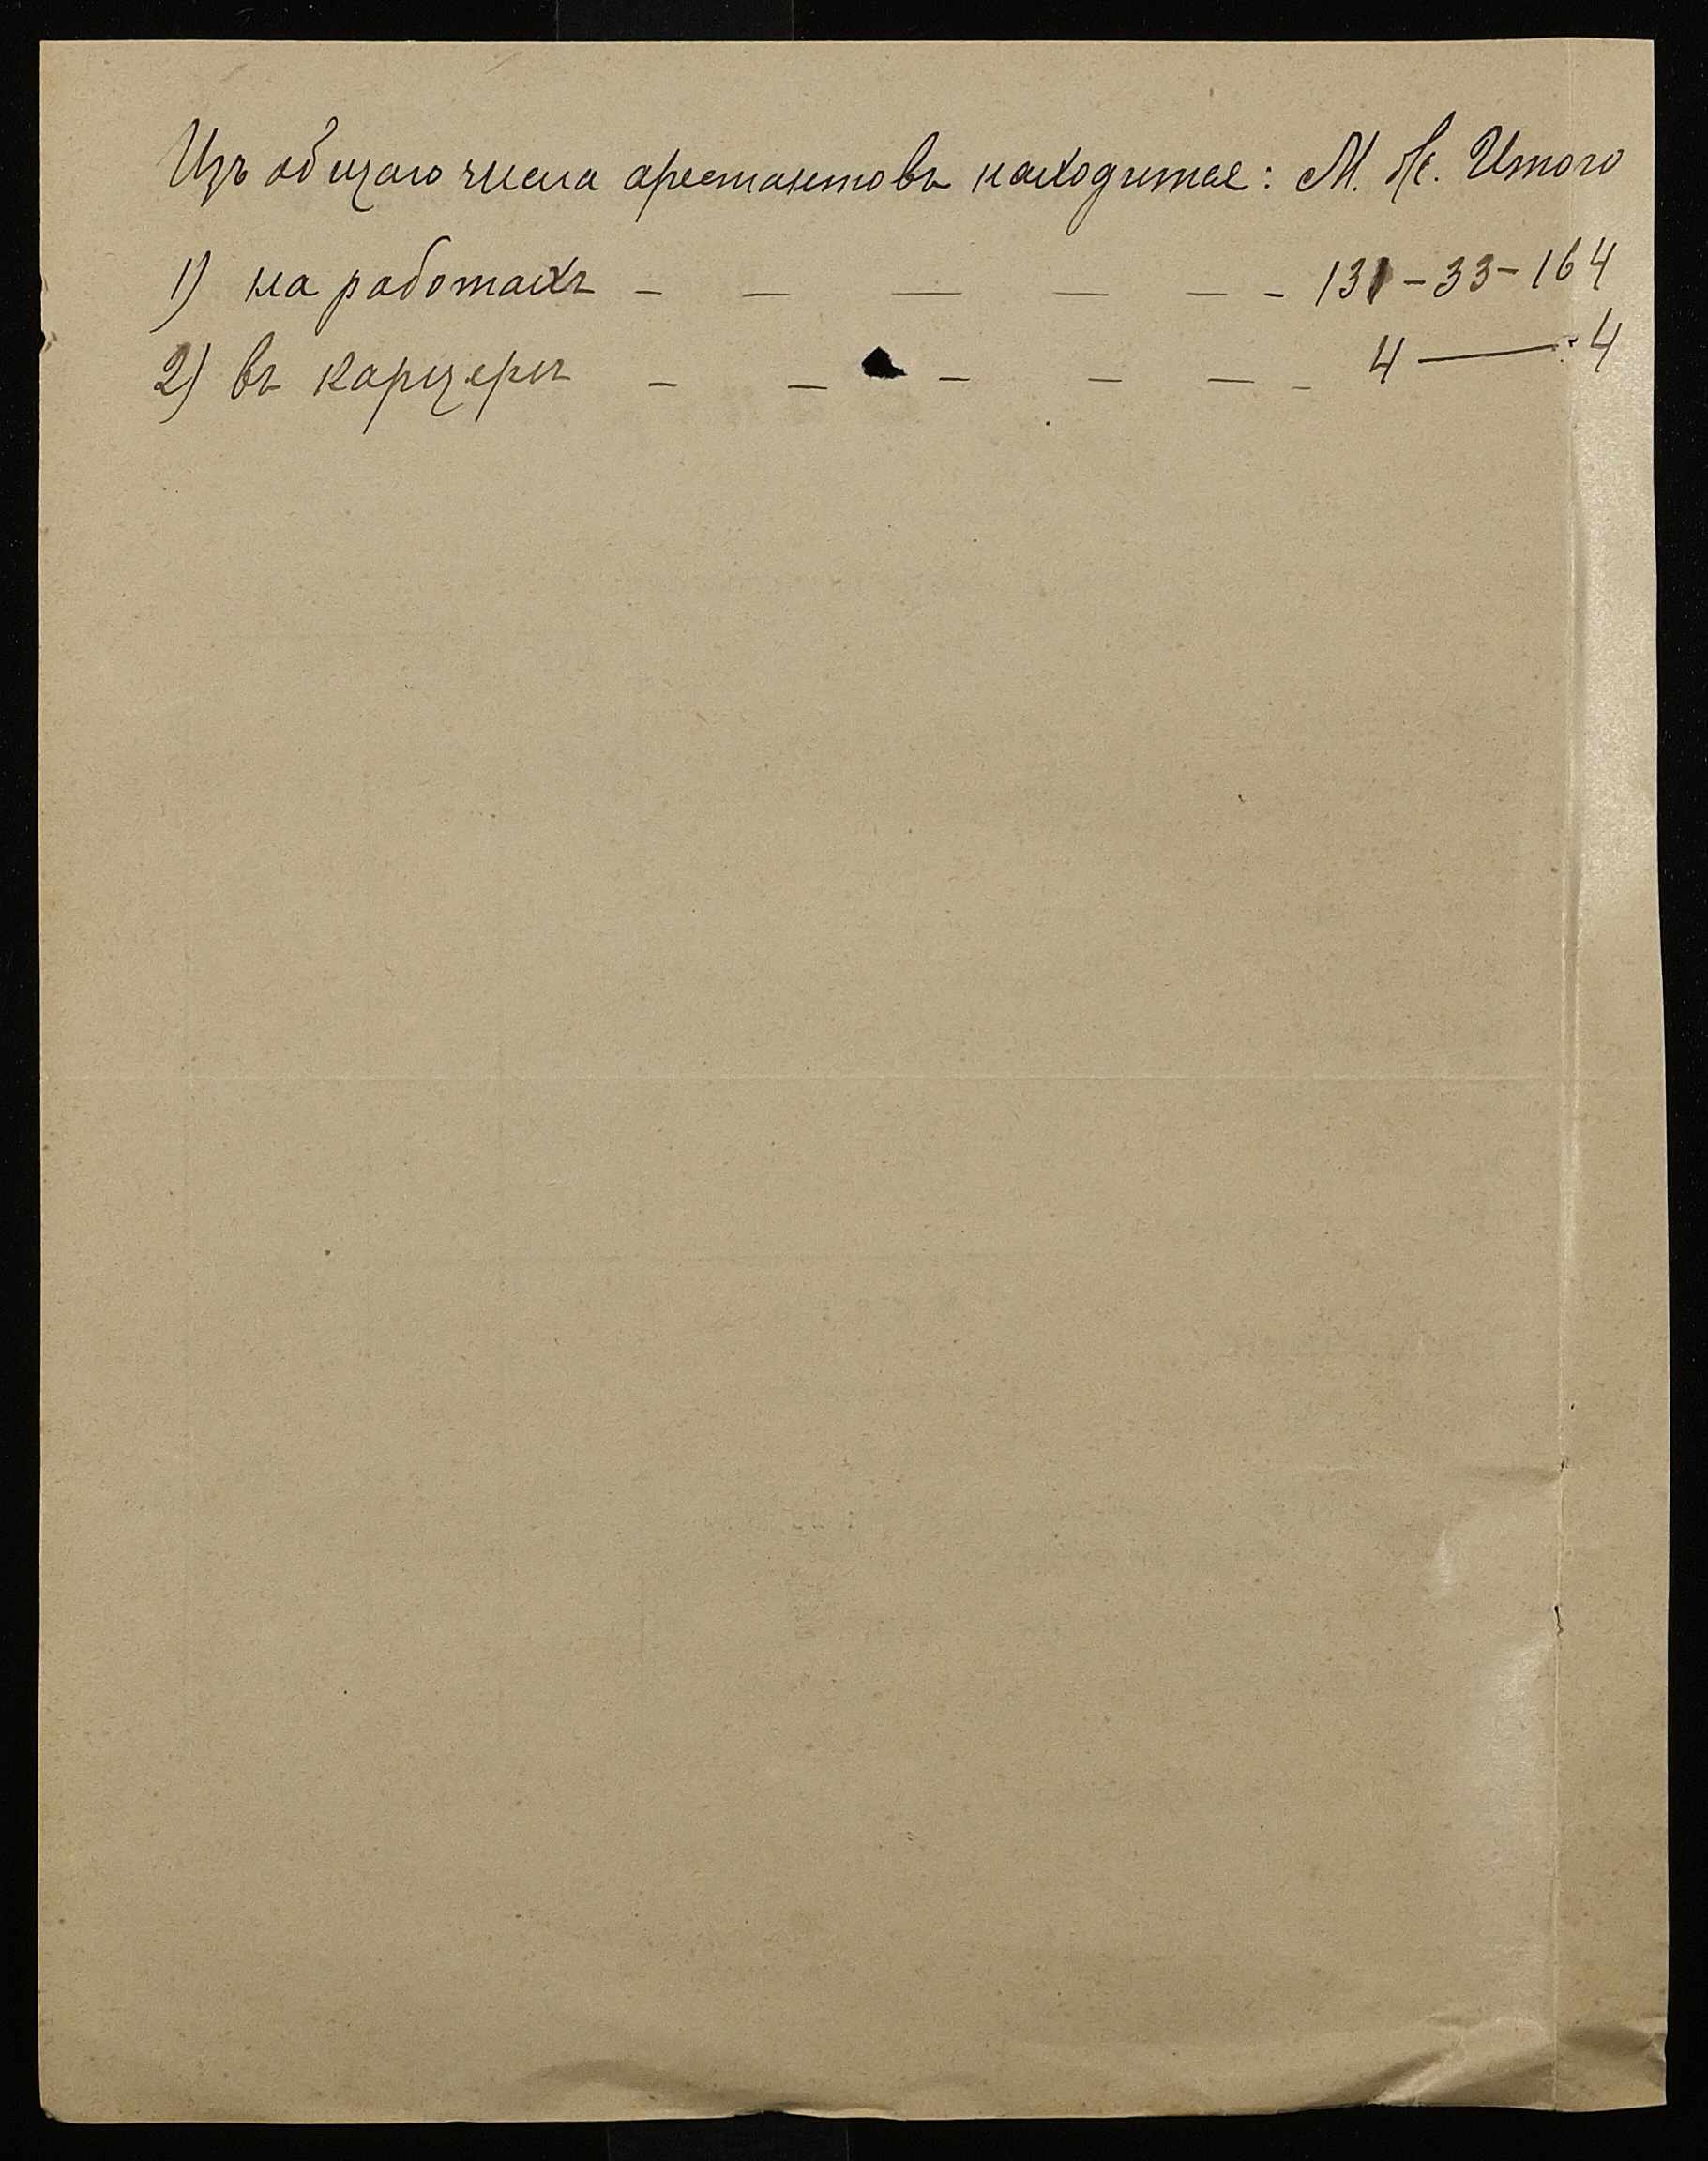 Изъ общаго числа арестантовъ находится: М. Ж. Итого
1) на работахъ — — — — — - 131 - 33 - 164
2) въ карцерѣ — — — — — - 4 — 4